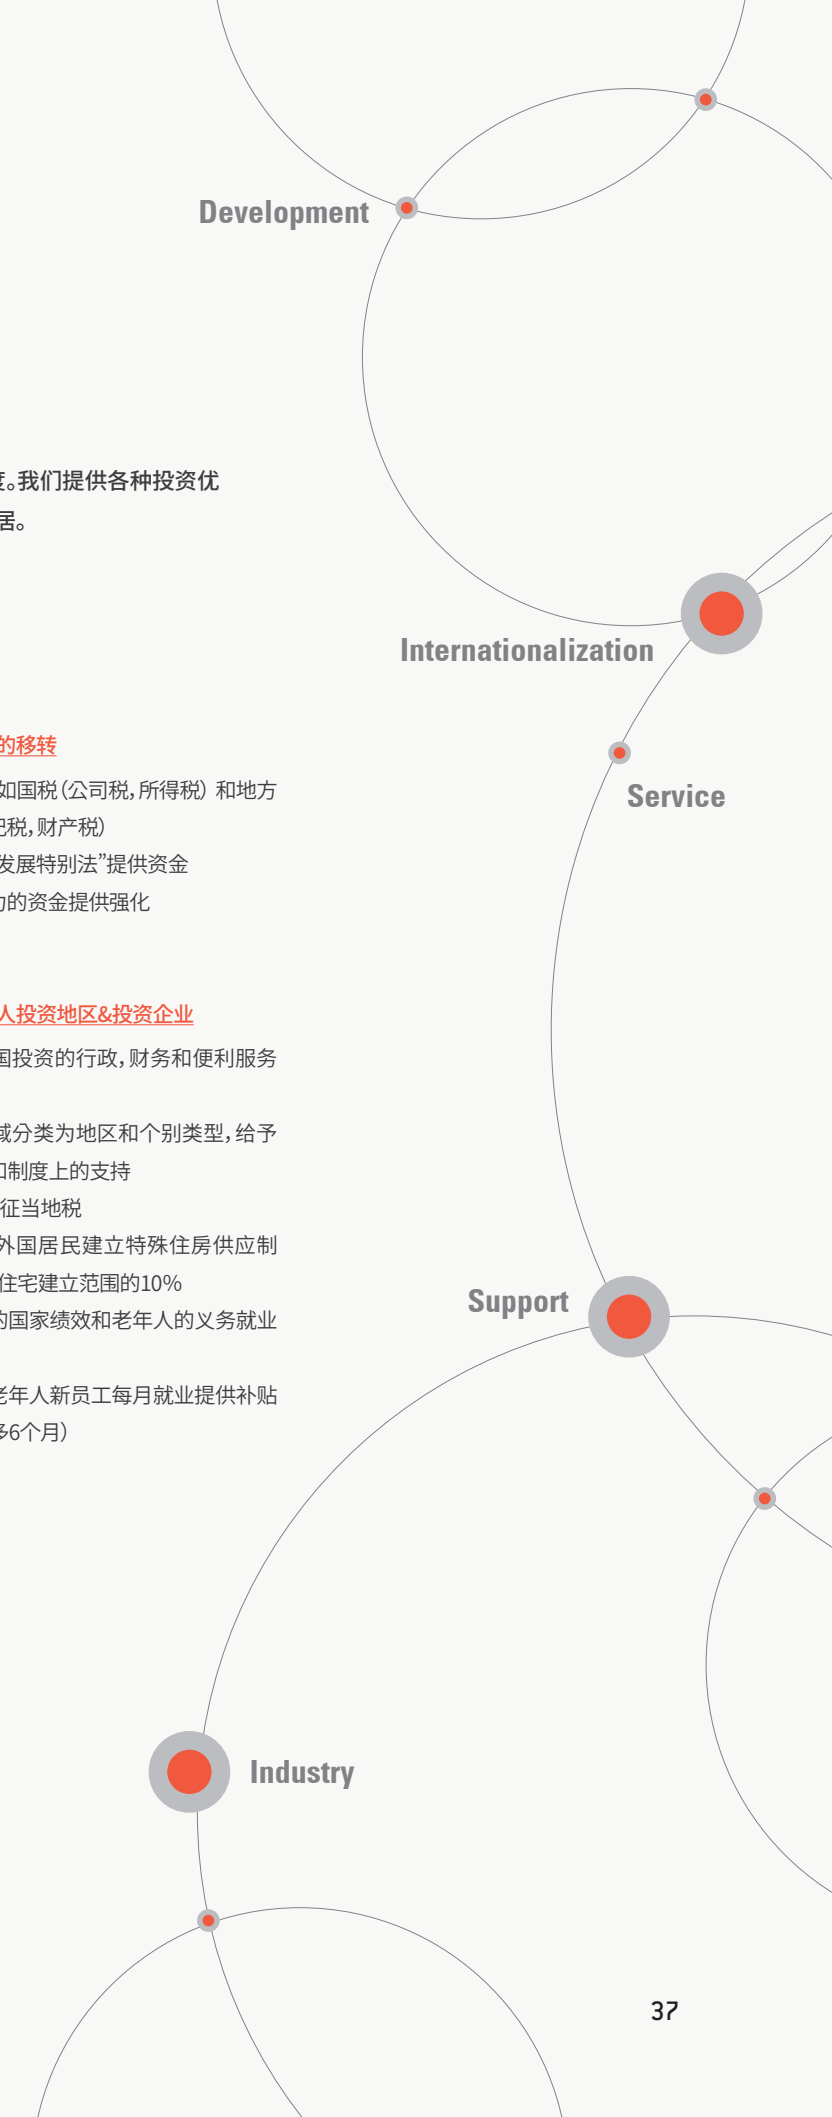 Development
度。我们提供各种投资优
居。
Internationalization
的移转
Service
如国税（公司税，所得税）和地方
记税，财产税）
发展特别法”提供资金
力的资金提供强化
人投资地区&投资企业
国投资的行政，财务和便利服务
域分类为地区和个别类型，给予
和制度上的支持
征当地税
外国居民建立特殊住房供应制
住宅建立范围的10%
Support
的国家绩效和老年人的义务就业
老年人新员工每月就业提供补贴
多6个月）
Industry
37